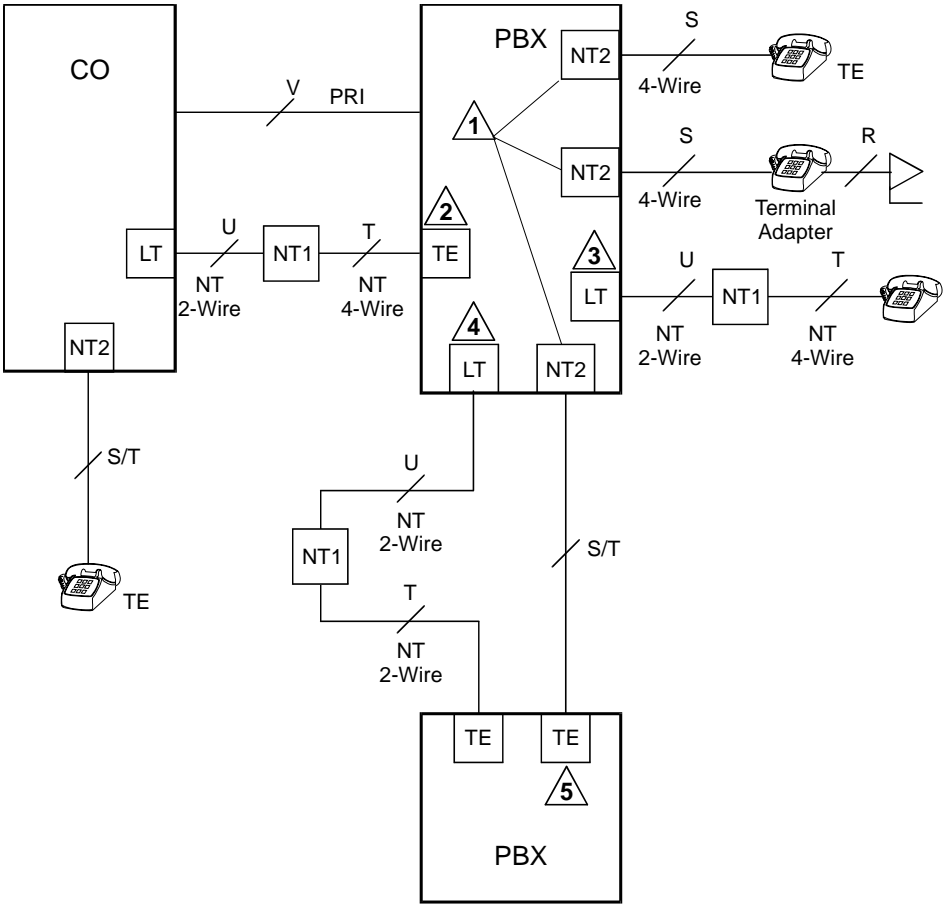 CO
PBX
NT2
S
4-Wire
TE
V
PRI
1
NT2
S
4-Wire
R
Terminal
Adapter
2
LT
U
NT
2-Wire
NT1
T
NT
4-Wire
TE
3
LT
U
NT
2-Wire
NT1
T
NT
4-Wire
NT2
4
LT
NT2
S/T
TE
U
NT
2-Wire
NT1
T
NT
2-Wire
S/T
TE
TE
5
PBX